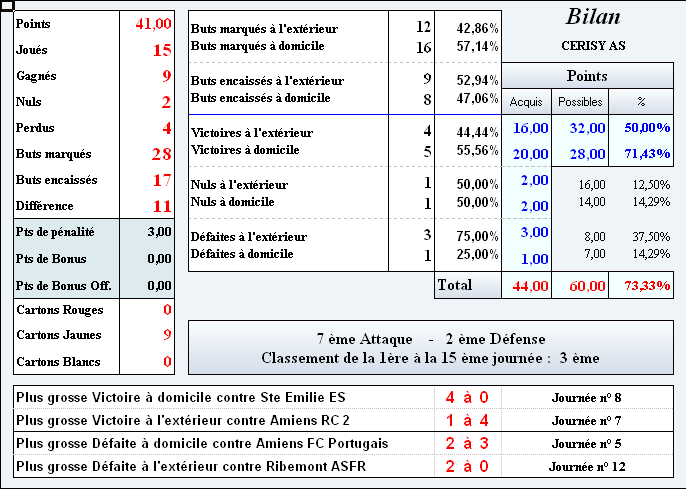 Bilan
CERISY AS
Points 41,00
Joués 15
Gagnés 9
Nuls 2
Perdus 4
Buts marqués 28
Buts encaissés 17
Différence 11
Pts de pénalité 3,00
Pts de Bonus 0,00
Pts de Bonus Off. 0,00
Cartons Rouges 0
Cartons Jaunes 9
Cartons Blancs 0
Buts marqués à l'extérieur 12 42,86%
Buts marqués à domicile 16 57,14%
Buts encaissés à l'extérieur 9 52,94%
Buts encaissés à domicile 8 47,06%
Points
Acquis Possibles %
Victoires à l'extérieur 4 44,44% 16,00 32,00 50,00%
Victoires à domicile 5 55,56% 20,00 28,00 71,43%
Nuls à l'extérieur 1 50,00% 2,00 16,00 12,50%
Nuls à domicile 1 50,00% 2,00 14,00 14,29%
Défaites à l'extérieur 3 75,00% 3,00 8,00 37,50%
Défaites à domicile 1 25,00% 1,00 7,00 14,29%
Total 44,00 60,00 73,33%
7 ème Attaque - 2 ème Défense
Classement de la 1ère à la 15 ème journée : 3 ème
Plus grosse Victoire à domicile contre Ste Emilie ES 4 à 0 Journée n° 8
Plus grosse Victoire à l'extérieur contre Amiens RC 2 1 à 4 Journée n° 7
Plus grosse Défaite à domicile contre Amiens FC Portugais 2 à 3 Journée n° 5
Plus grosse Défaite à l'extérieur contre Ribemont ASFR 2 à 0 Journée n° 12